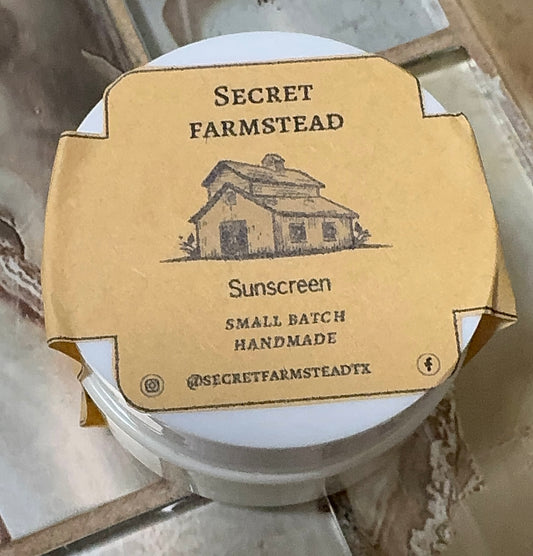 SECRET
FARMSTEAD
Sunscreen
SMALL BATCH
HANDMADE
@SECRETFARMSTEADTX